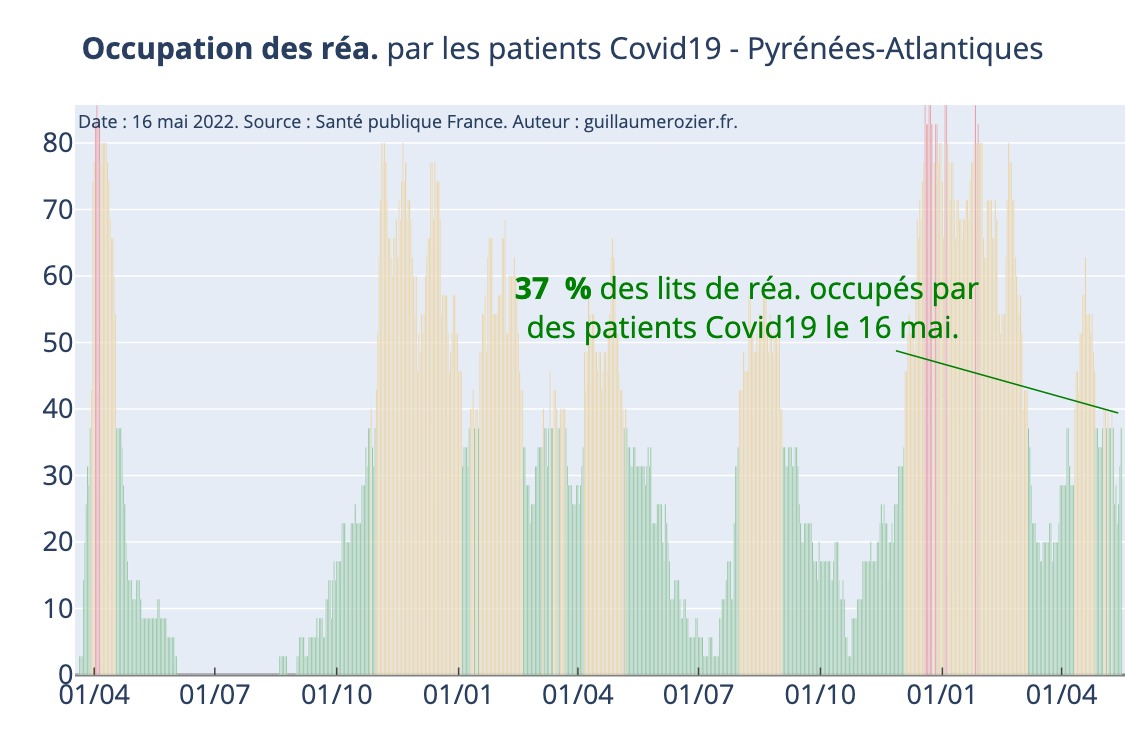 Occupation des réa. par les patients Covid19 - Pyrénées-Atlantiques
Date : 16 mai 2022. Source : Santé publique France. Auteur : guillaumerozier.fr.
80
70
60
37 % des lits de réa. occupés par
des patients Covid19 le 16 mai.
50
40
30
20
10
0
01/04 01/07 01/10 01/01 01/04 01/07 01/10 01/01 01/04